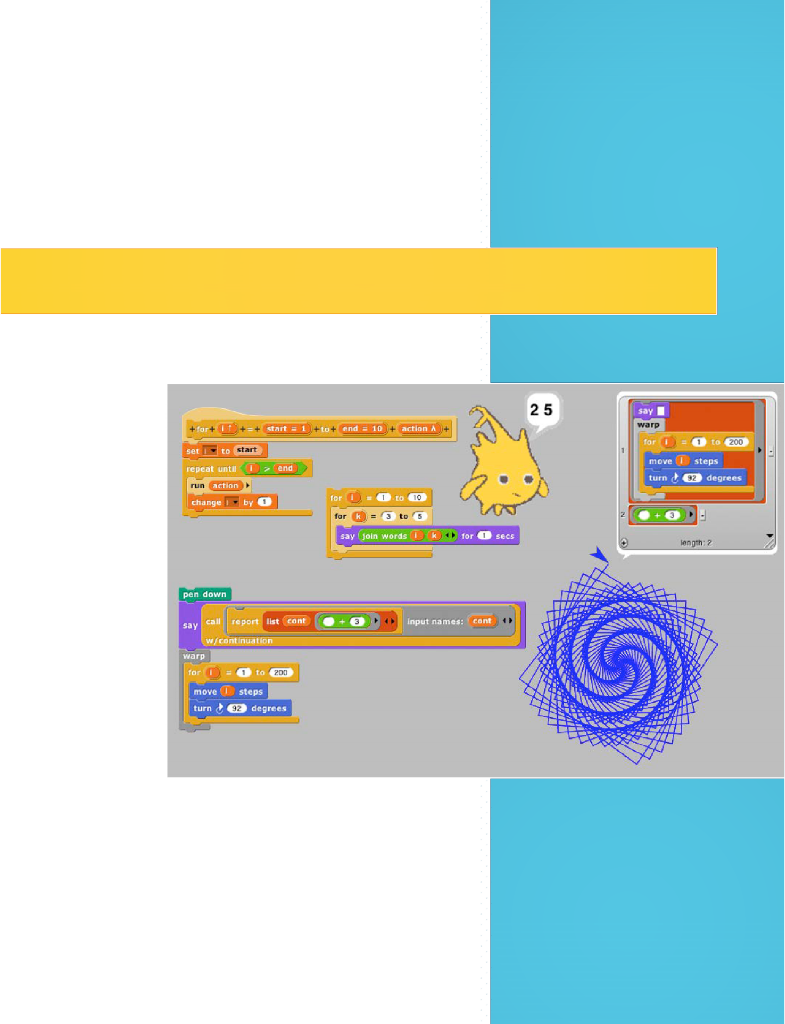 +for+ i ↑ +=+ start = 1 +to+ end = 10 +action λ+
set i to start
repeat until i > end
run action
change i by 1
for i = 1 to 10
for k = 3 to 5
say join words i k for 1 secs
2 5
say
warp
1 for i = 1 to 200
move i steps
turn 92 degrees
2 + 3
length: 2
pen down
say call report list cont + 3 input names: cont
w/continuation
warp
for i = 1 to 200
move i steps
turn 92 degrees